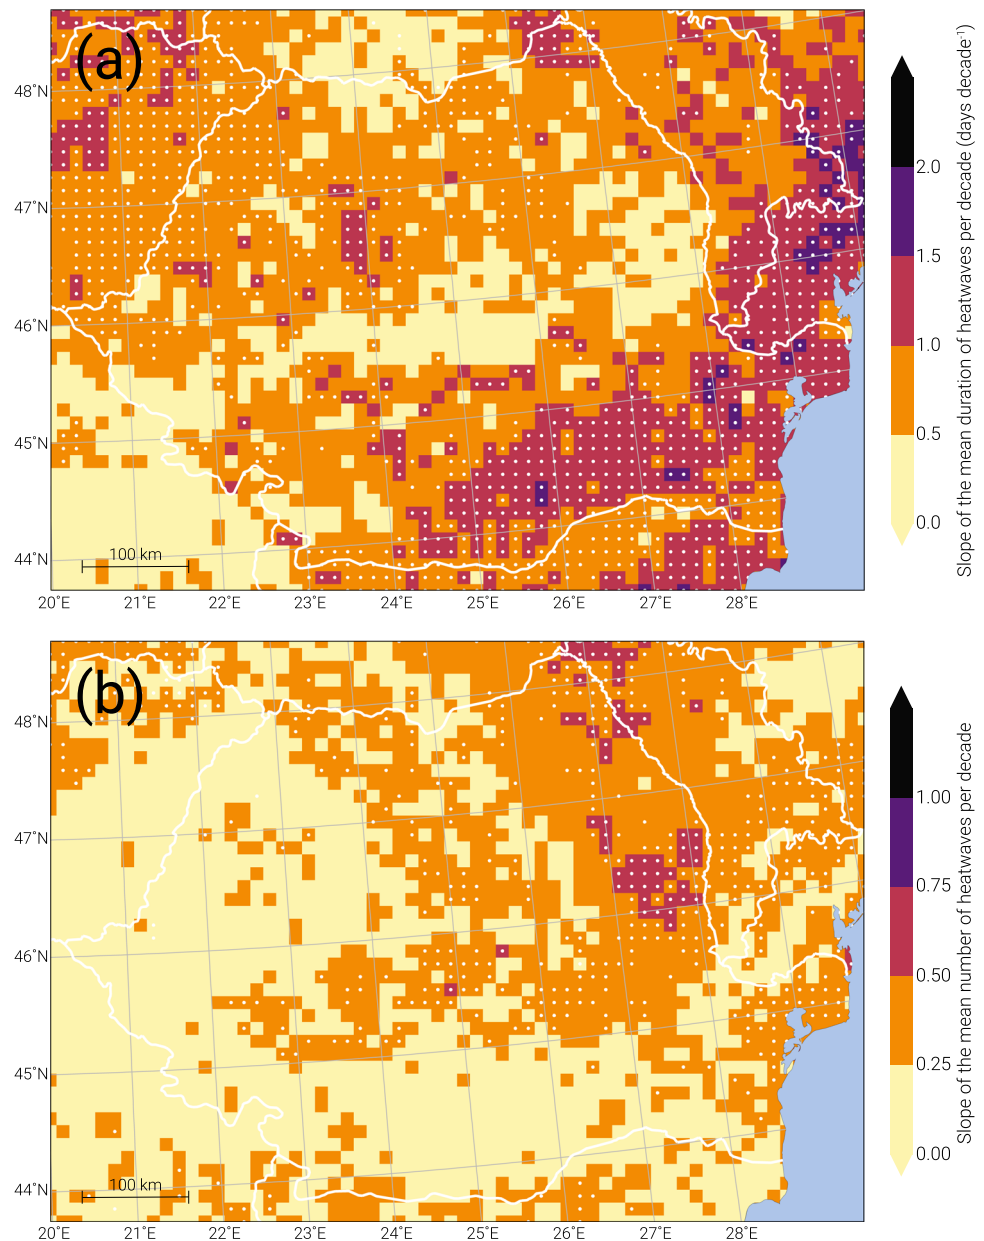 (a)
48°N
47°N
46°N
45°N
44°N
100 km
20°E
21°E
22°E
23°E
24°E
25°E
26°E
27°E
28°E
2.0
1.5
1.0
0.5
0.0
Slope of the mean duration of heatwaves per decade (days decade⁻¹)
(b)
48°N
47°N
46°N
45°N
44°N
100 km
20°E
21°E
22°E
23°E
24°E
25°E
26°E
27°E
28°E
1.00
0.75
0.50
0.25
0.00
Slope of the mean number of heatwaves per decade